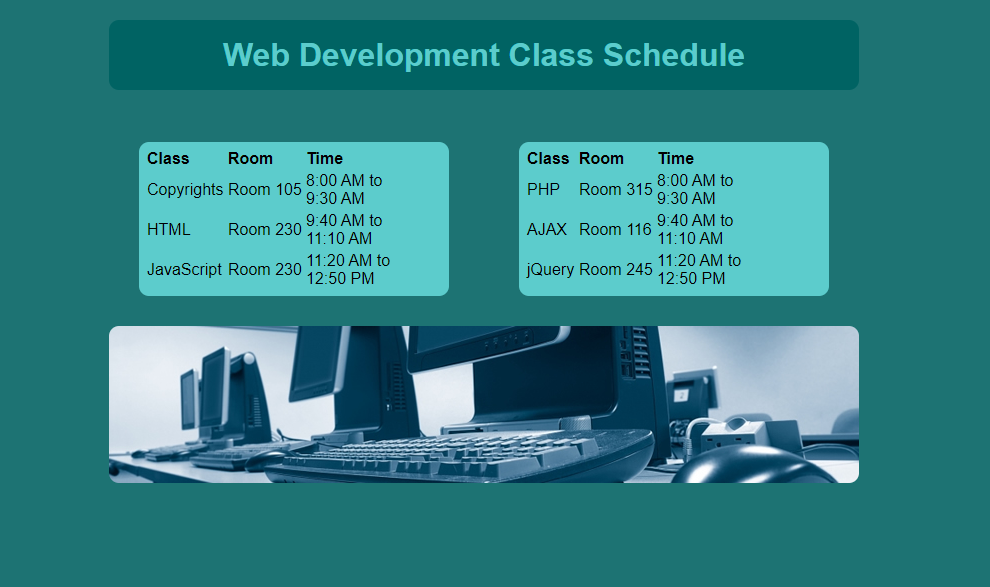 Web Development Class Schedule
Class Room Time
Copyrights Room 105 8:00 AM to
9:30 AM
HTML Room 230 9:40 AM to
11:10 AM
JavaScript Room 230 11:20 AM to
12:50 PM
Class Room Time
PHP Room 315 8:00 AM to
9:30 AM
AJAX Room 116 9:40 AM to
11:10 AM
jQuery Room 245 11:20 AM to
12:50 PM